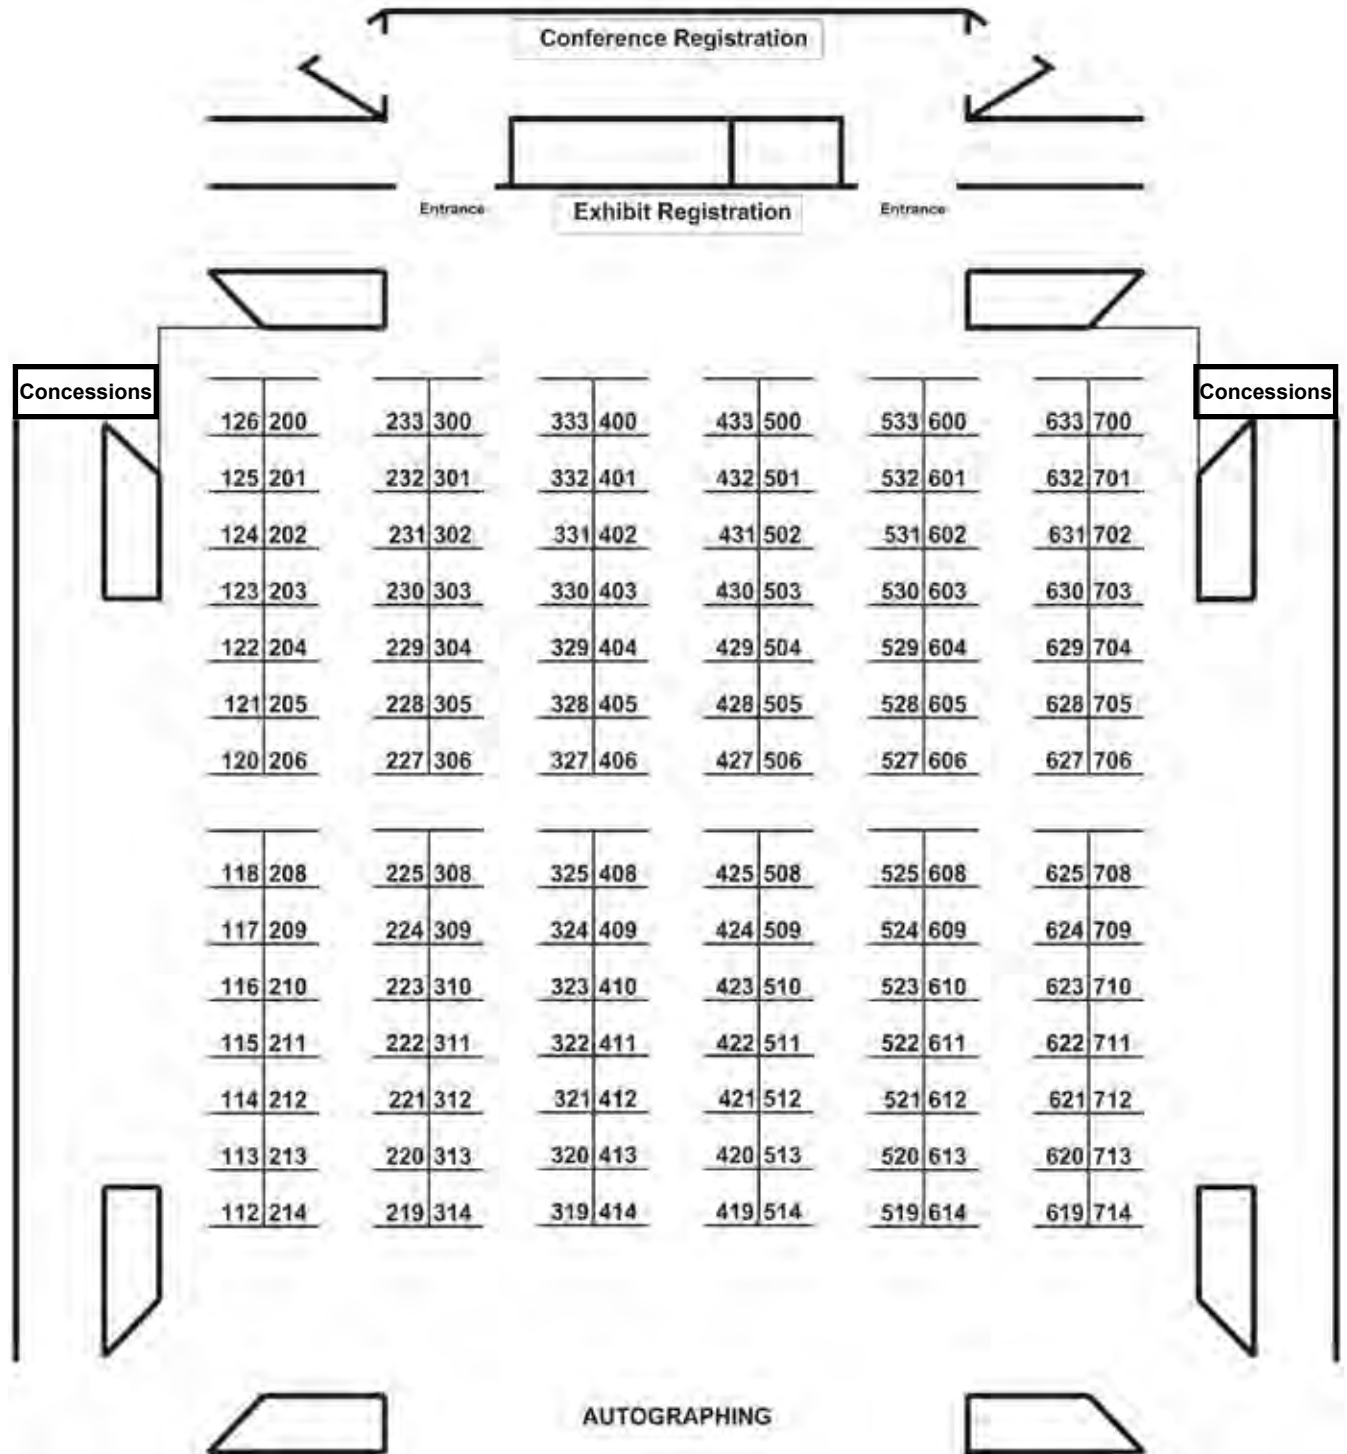 Conference Registration
Entrance
Exhibit Registration
Entrance
Concessions
Concessions
126 200 233 300 333 400 433 500 533 600 633 700
125 201 232 301 332 401 432 501 532 601 632 701
124 202 231 302 331 402 431 502 531 602 631 702
123 203 230 303 330 403 430 503 530 603 630 703
122 204 229 304 329 404 429 504 529 604 629 704
121 205 228 305 328 405 428 505 528 605 628 705
120 206 227 306 327 406 427 506 527 606 627 706
118 208 225 308 325 408 425 508 525 608 625 708
117 209 224 309 324 409 424 509 524 609 624 709
116 210 223 310 323 410 423 510 523 610 623 710
115 211 222 311 322 411 422 511 522 611 622 711
114 212 221 312 321 412 421 512 521 612 621 712
113 213 220 313 320 413 420 513 520 613 620 713
112 214 219 314 319 414 419 514 519 614 619 714
AUTOGRAPHING